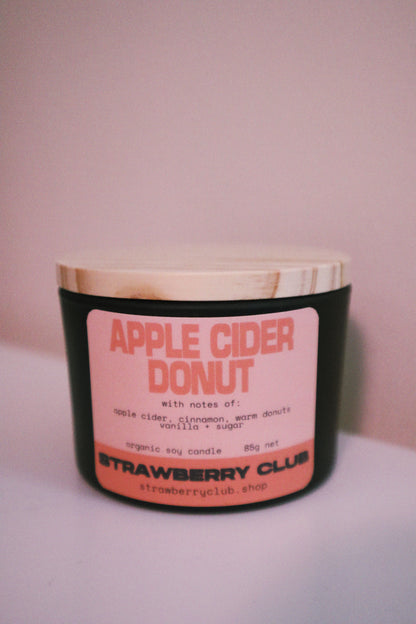 APPLE CIDER
DONUT
with notes of:
apple cider, cinnamon, warm donuts
vanilla + sugar
organic soy candle 85g net
STRAWBERRY CLUB
strawberryclub.shop